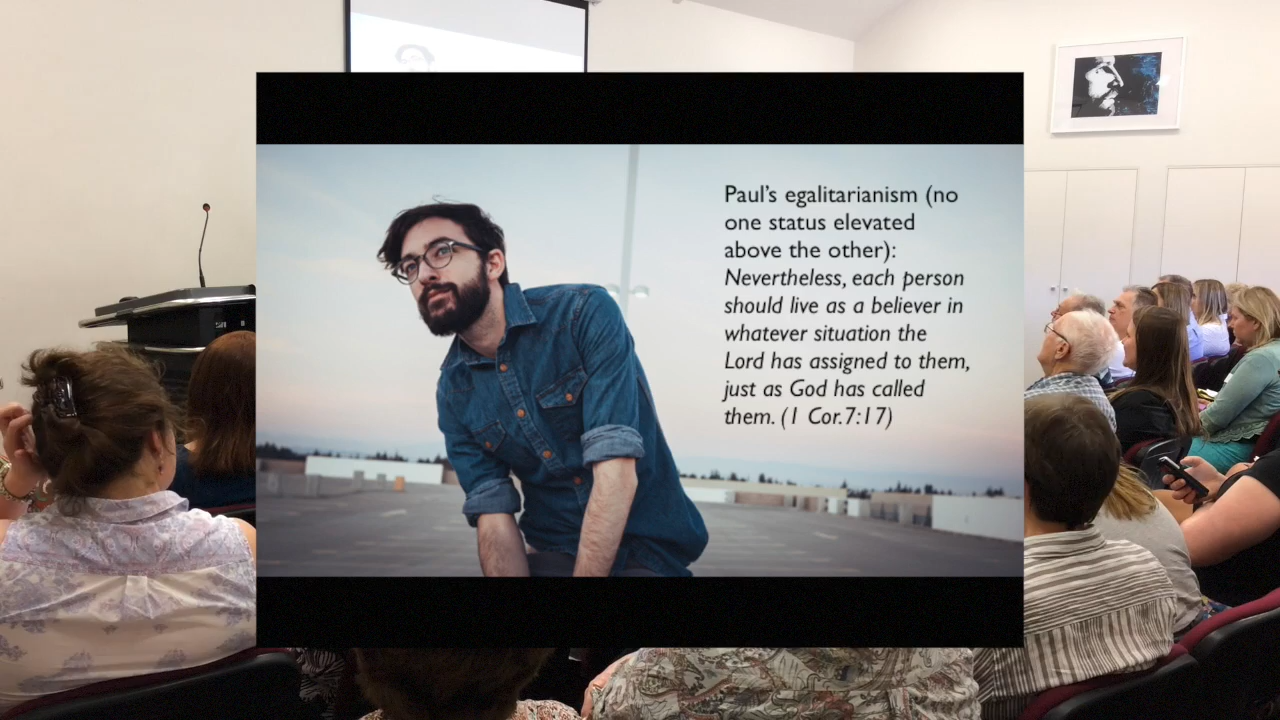 Paul's egalitarianism (no
one status elevated
above the other):
Nevertheless, each person
should live as a believer in
whatever situation the
Lord has assigned to them,
just as God has called
them. (1 Cor.7:17)